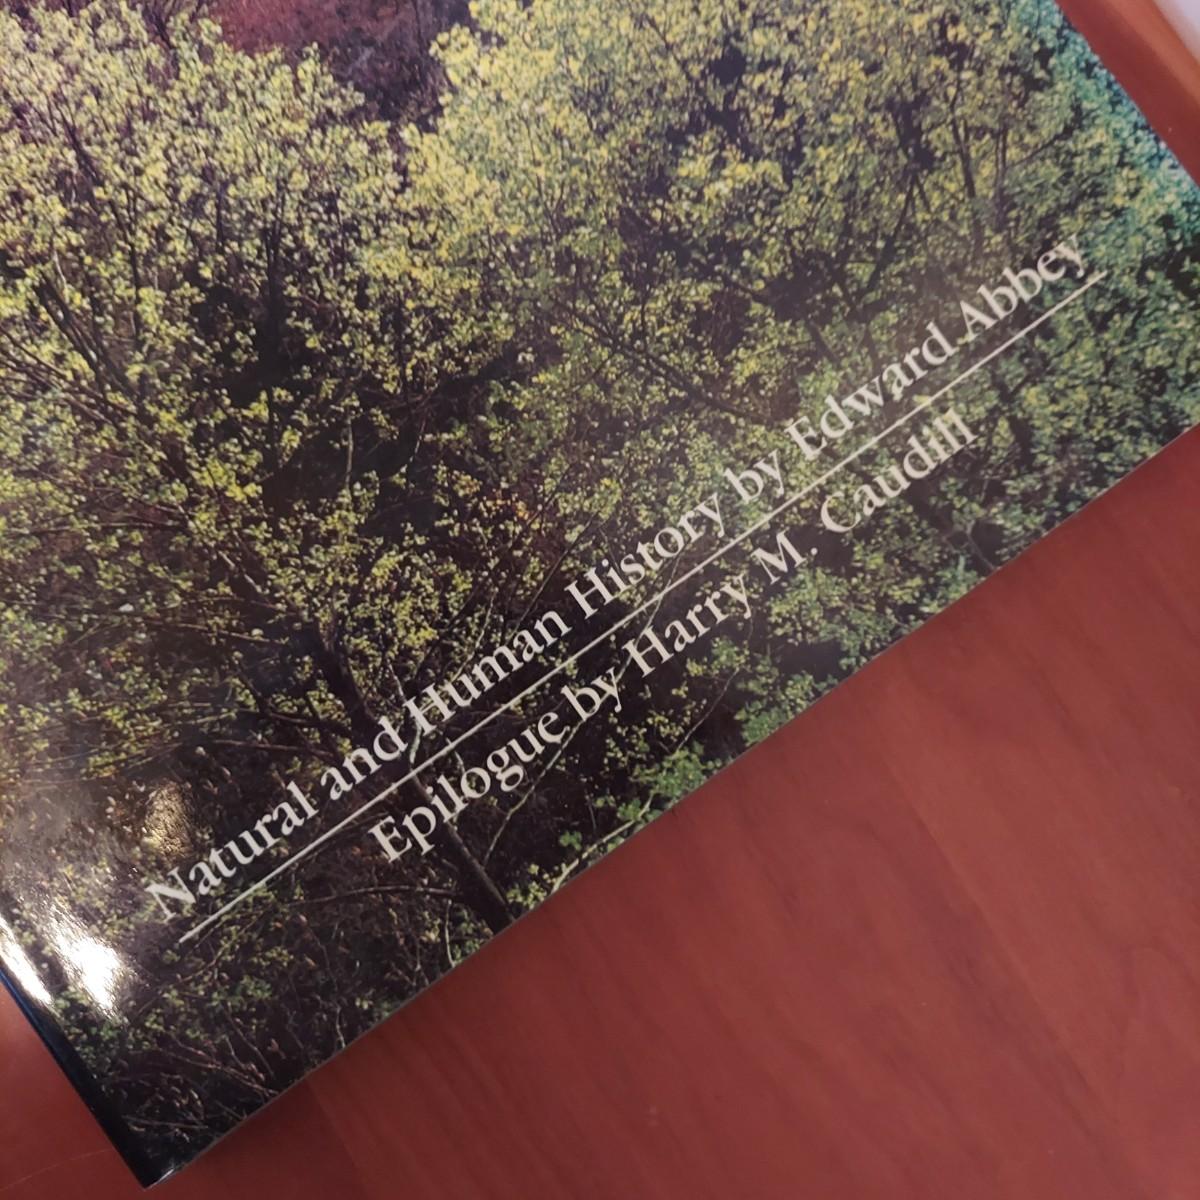 Natural and Human History by Edward Abbey
Epilogue by Harry M. Caudill